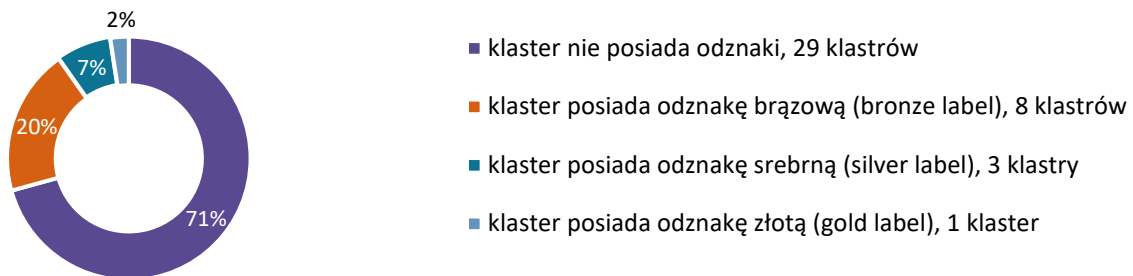 2%
7%
20%
71%
klaster nie posiada odznaki, 29 klastrów
klaster posiada odznakę brązową (bronze label), 8 klastrów
klaster posiada odznakę srebrną (silver label), 3 klastry
klaster posiada odznakę złotą (gold label), 1 klaster